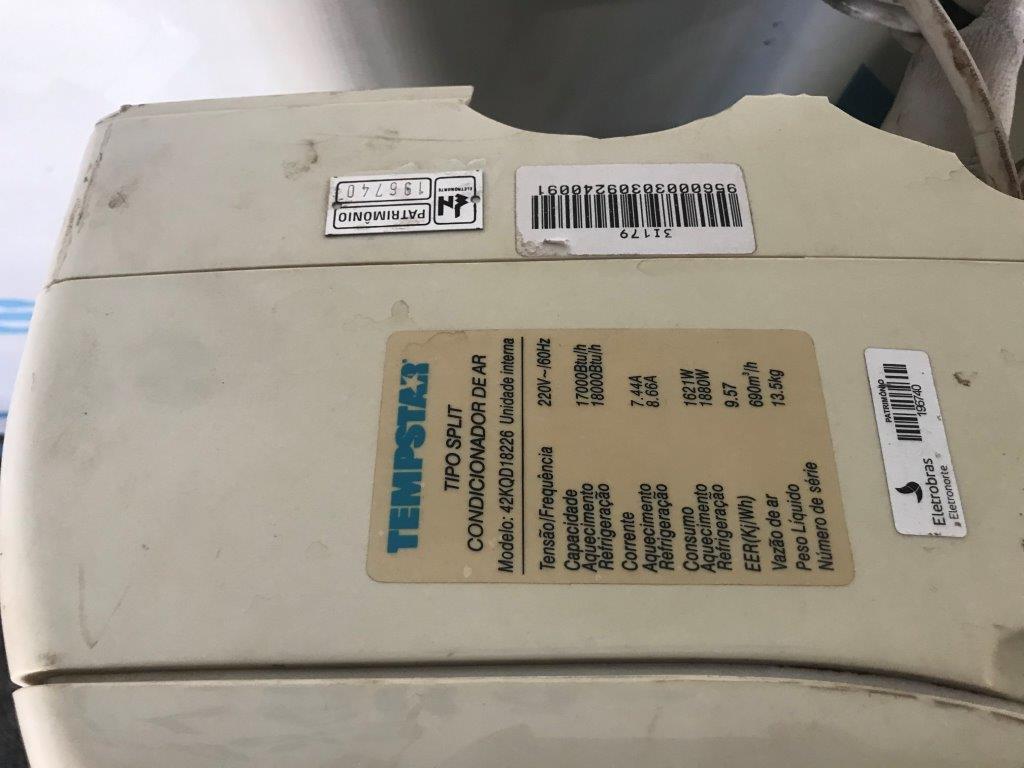 PATRIMÔNIO
196740
ELETRONORTE
31179
9560003030924 0091
TEMPSTAR
TIPO SPLIT
CONDICIONADOR DE AR
Modelo: 42KQD18226 Unidade interna
Tensão/Frequência 220V~/60Hz
Capacidade
Aquecimento 17000Btu/h
Refrigeração 18000Btu/h
Corrente
Aquecimento 7.44A
Refrigeração 8.66A
Consumo
Aquecimento 1621W
Refrigeração 1880W
EER(Kj/Wh) 9.57
Vazão de ar 690m³/h
Peso Líquido 13.5kg
Número de série
PATRIMÔNIO
196740
Eletrobras
Eletronorte